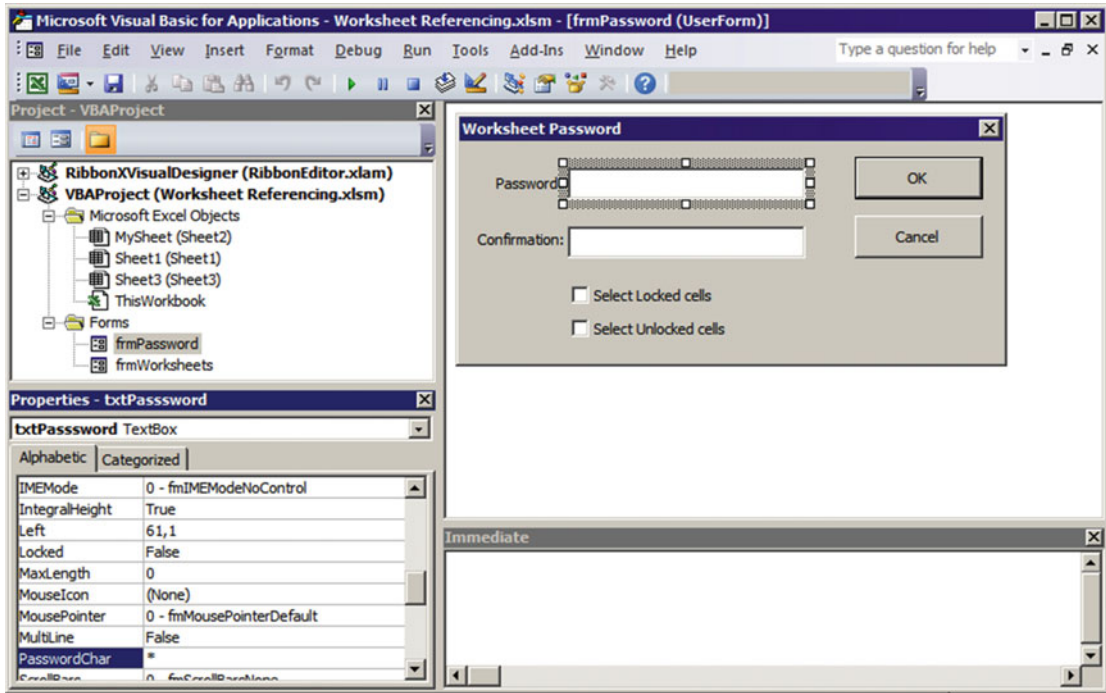 Microsoft Visual Basic for Applications - Worksheet Referencing.xlsm - [frmPassword (UserForm)]
File Edit View Insert Format Debug Run Tools Add-Ins Window Help Type a question for help
Project - VBAProject
RibbonXVisualDesigner (RibbonEditor.xlam)
VBAProject (Worksheet Referencing.xlsm)
Microsoft Excel Objects
MySheet (Sheet2)
Sheet1 (Sheet1)
Sheet3 (Sheet3)
ThisWorkbook
Forms
frmPassword
frmWorksheets
Properties - txtPasssword
txtPasssword TextBox
Alphabetic Categorized
IMEMode 0 - fmIMEModeNoControl
IntegralHeight True
Left 61,1
Locked False
MaxLength 0
MouseIcon (None)
MousePointer 0 - fmMousePointerDefault
MultiLine False
PasswordChar *
ScrollBars 0 - fmScrollBarsNone
Worksheet Password
Password
OK
Confirmation:
Cancel
Select Locked cells
Select Unlocked cells
Immediate